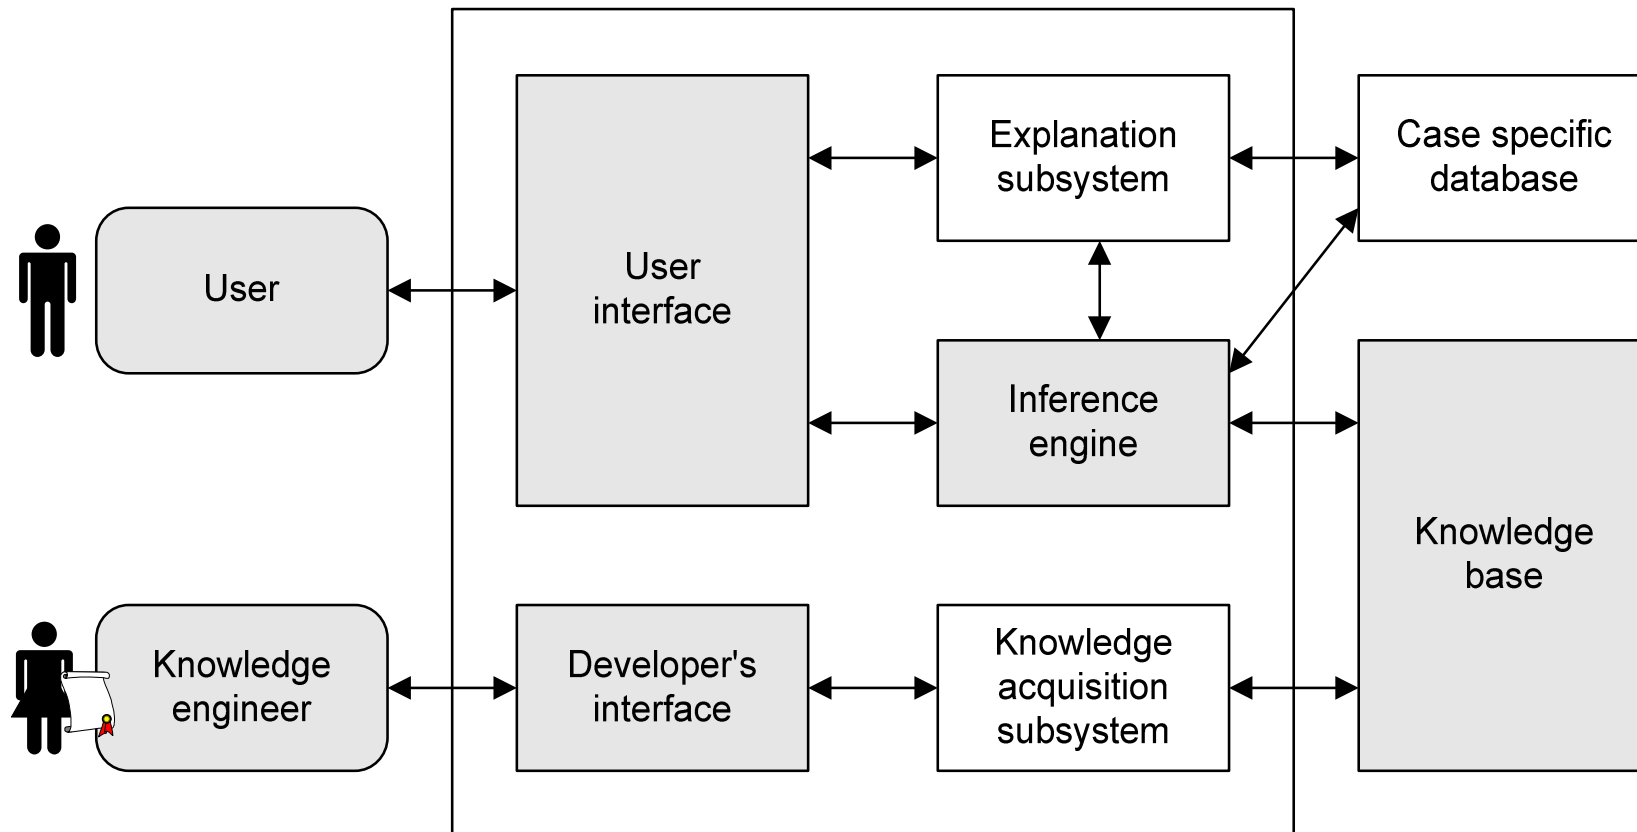 Explanation
subsystem
Case specific
database
User
User
interface
Inference
engine
Knowledge
base
Knowledge
engineer
Developer's
interface
Knowledge
acquisition
subsystem